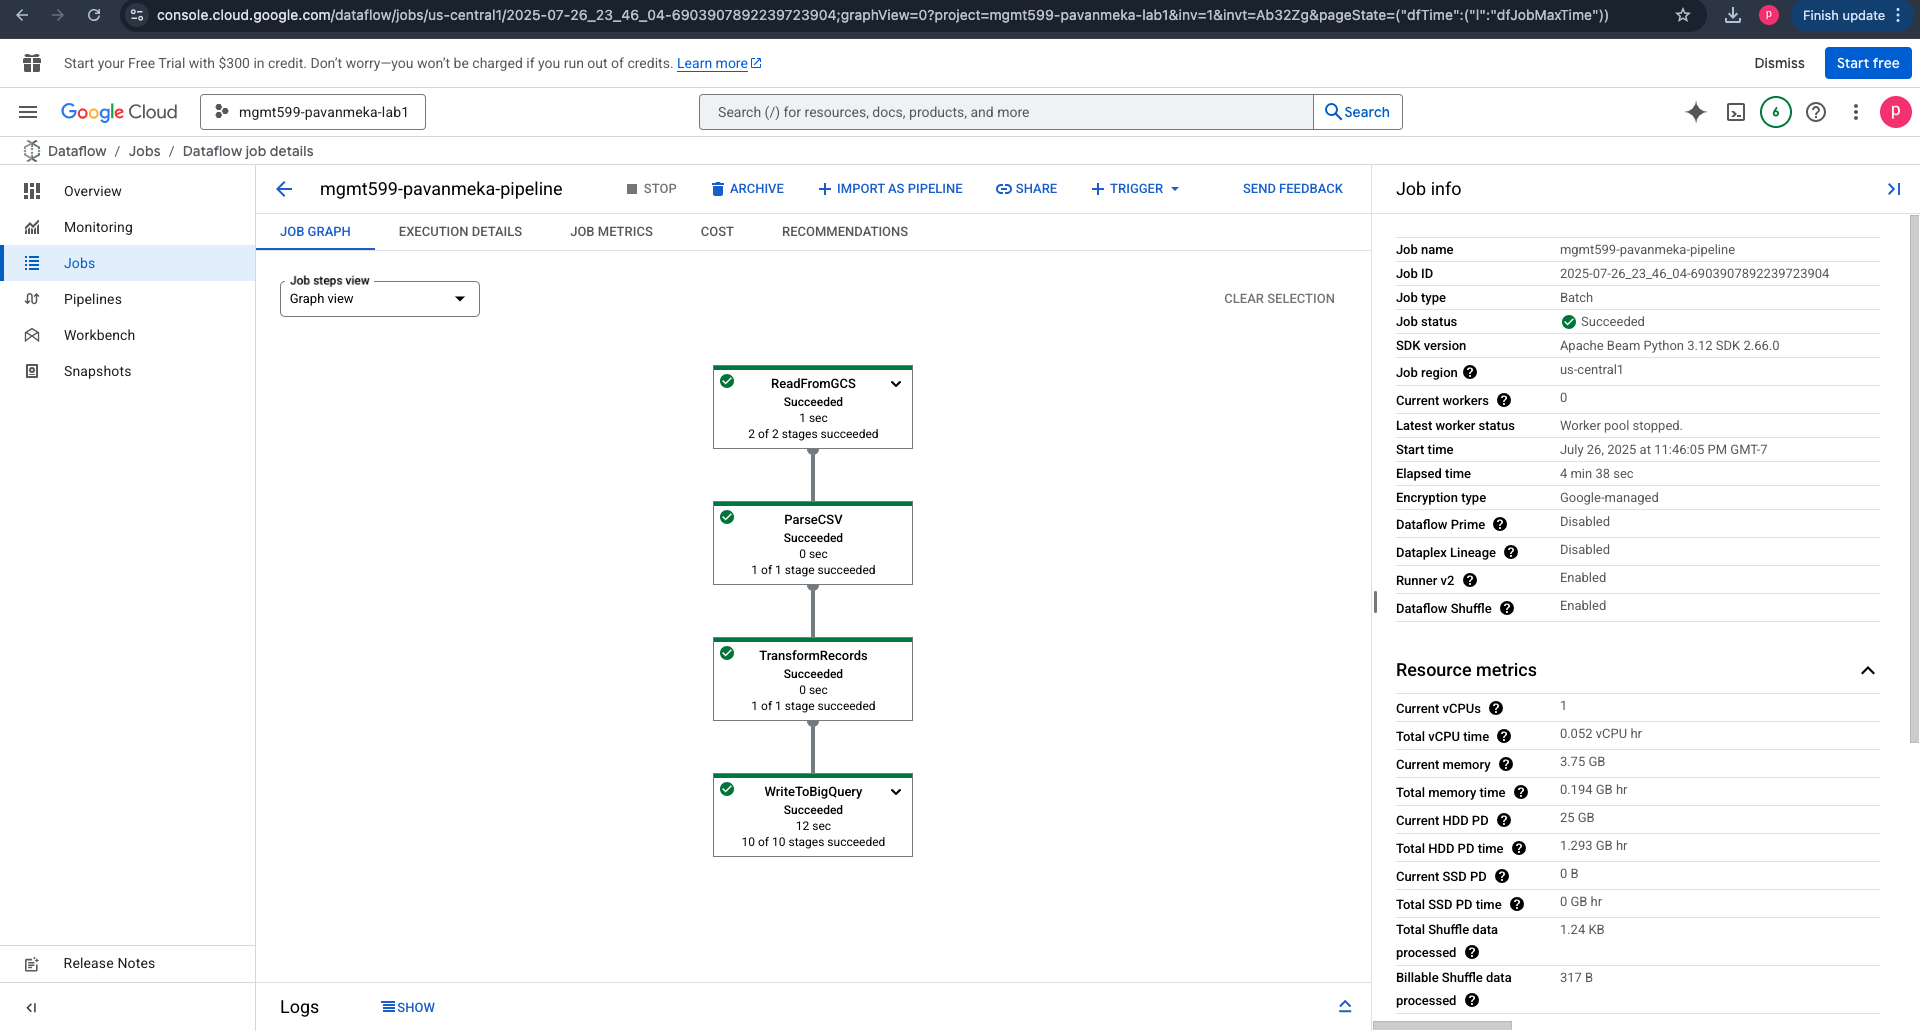 console.cloud.google.com/dataflow/jobs/us-central1/2025-07-26_23_46_04-6903907892239723904;graphView=0?project=mgmt599-pavanmeka-lab1&inv=1&invt=Ab32Zg&pageState=("dfTime":("l":"dfJobMaxTime"))
p
Finish update
Start your Free Trial with $300 in credit. Don't worry—you won't be charged if you run out of credits. Learn more
Dismiss
Start free
Google Cloud
mgmt599-pavanmeka-lab1
Search (/) for resources, docs, products, and more
Search
6
p
Dataflow / Jobs / Dataflow job details
Overview
Monitoring
Jobs
Pipelines
Workbench
Snapshots
Release Notes
mgmt599-pavanmeka-pipeline
STOP
ARCHIVE
IMPORT AS PIPELINE
SHARE
TRIGGER
SEND FEEDBACK
JOB GRAPH
EXECUTION DETAILS
JOB METRICS
COST
RECOMMENDATIONS
Job steps view
Graph view
CLEAR SELECTION
ReadFromGCS
Succeeded
1 sec
2 of 2 stages succeeded
ParseCSV
Succeeded
0 sec
1 of 1 stage succeeded
TransformRecords
Succeeded
0 sec
1 of 1 stage succeeded
WriteToBigQuery
Succeeded
12 sec
10 of 10 stages succeeded
Logs
SHOW
Job info
Job name mgmt599-pavanmeka-pipeline
Job ID 2025-07-26_23_46_04-6903907892239723904
Job type Batch
Job status Succeeded
SDK version Apache Beam Python 3.12 SDK 2.66.0
Job region us-central1
Current workers 0
Latest worker status Worker pool stopped.
Start time July 26, 2025 at 11:46:05 PM GMT-7
Elapsed time 4 min 38 sec
Encryption type Google-managed
Dataflow Prime Disabled
Dataplex Lineage Disabled
Runner v2 Enabled
Dataflow Shuffle Enabled
Resource metrics
Current vCPUs 1
Total vCPU time 0.052 vCPU hr
Current memory 3.75 GB
Total memory time 0.194 GB hr
Current HDD PD 25 GB
Total HDD PD time 1.293 GB hr
Current SSD PD 0 B
Total SSD PD time 0 GB hr
Total Shuffle data 1.24 KB
processed
Billable Shuffle data 317 B
processed